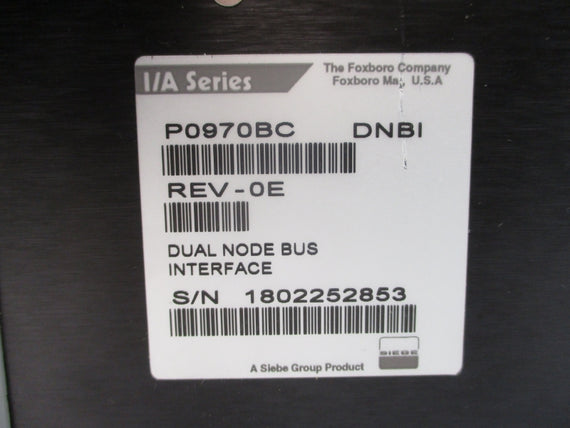 I/A Series
The Foxboro Company
Foxboro Ma, U.S.A
P0970BC DNBI
REV-0E
DUAL NODE BUS
INTERFACE
S/N 1802252853
SIEBE
A Siebe Group Product